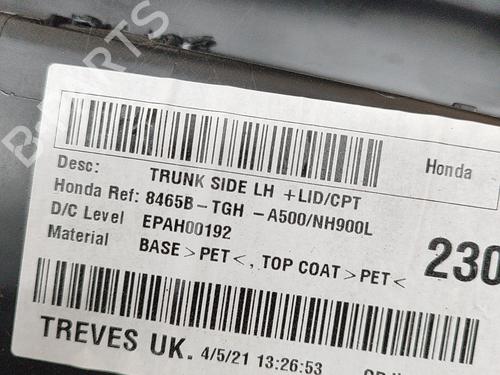 Honda
Desc: TRUNK SIDE LH +LID/CPT
Honda Ref: 8465B-TGH -A500/NH900L
D/C Level EPAH00192
Material BASE>PET<, TOP COAT>PET<
230
TREVES UK. 4/5/21 13:26:53
PARTS